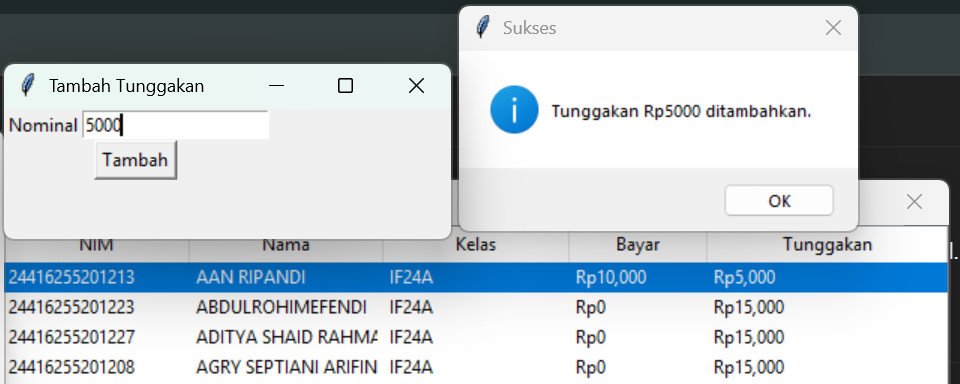 Sukses
Tunggakan Rp5000 ditambahkan.
OK
Tambah Tunggakan
Nominal 5000
Tambah
NIM Nama Kelas Bayar Tunggakan
24416255201213 AAN RIPANDI IF24A Rp10,000 Rp5,000
24416255201223 ABDULROHIMEFENDI IF24A Rp0 Rp15,000
24416255201227 ADITYA SHAID RAHMA IF24A Rp0 Rp15,000
24416255201208 AGRY SEPTIANI ARIFIN IF24A Rp0 Rp15,000